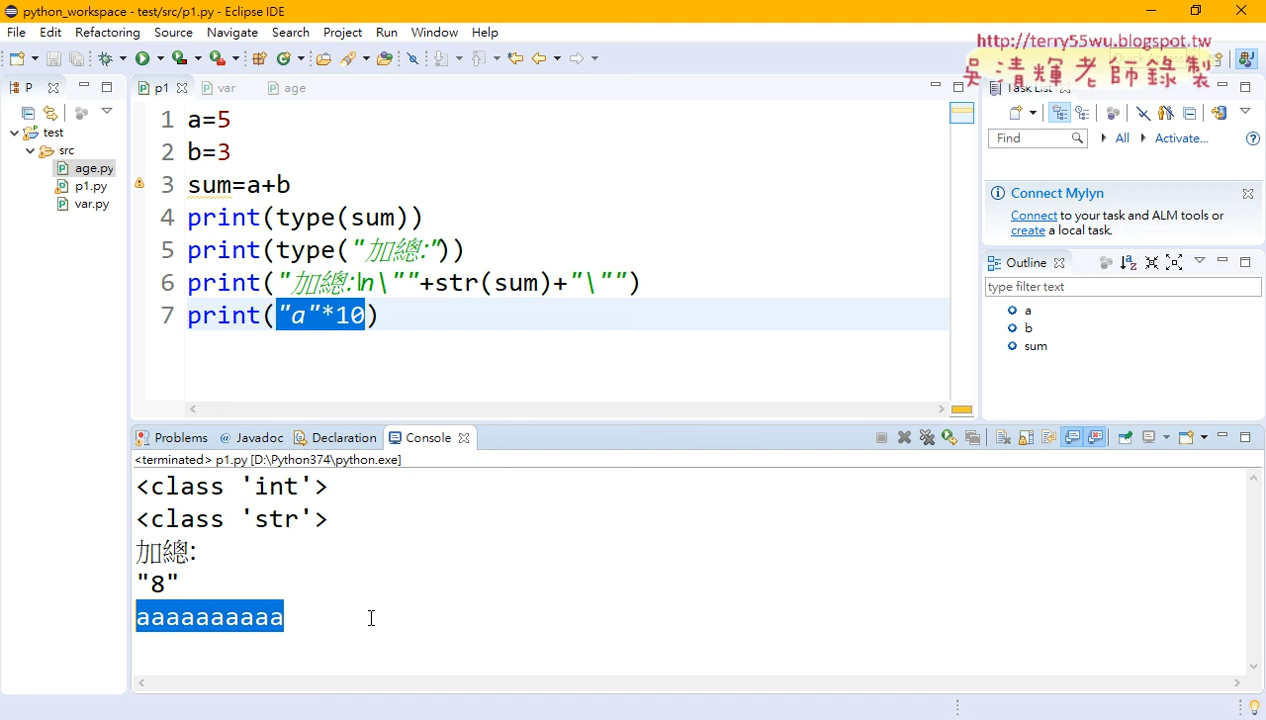 python_workspace - test/src/p1.py - Eclipse IDE
File Edit Refactoring Source Navigate Search Project Run Window Help
http://terry55wu.blogspot.tw
吳清輝老師錄製
P
p1 var age
Task List
test
src
age.py
p1.py
var.py
1 a=5
2 b=3
3 sum=a+b
4 print(type(sum))
5 print(type("加總:"))
6 print("加總:\n\""+str(sum)+"\"")
7 print("a"*10)
Find All Activate...
Connect Mylyn
Connect to your task and ALM tools or
create a local task.
Outline
type filter text
a
b
sum
Problems @ Javadoc Declaration Console
<terminated> p1.py [D:\Python374\python.exe]
<class 'int'>
<class 'str'>
加總:
"8"
aaaaaaaaaa